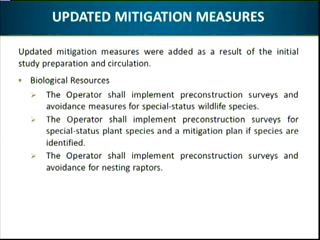 UPDATED MITIGATION MEASURES
Updated mitigation measures were added as a result of the initial
study preparation and circulation.
• Biological Resources
➢ The Operator shall implement preconstruction surveys and
avoidance measures for special-status wildlife species.
➢ The Operator shall implement preconstruction surveys for
special-status plant species and a mitigation plan if species are
identified.
➢ The Operator shall implement preconstruction surveys and
avoidance for nesting raptors.